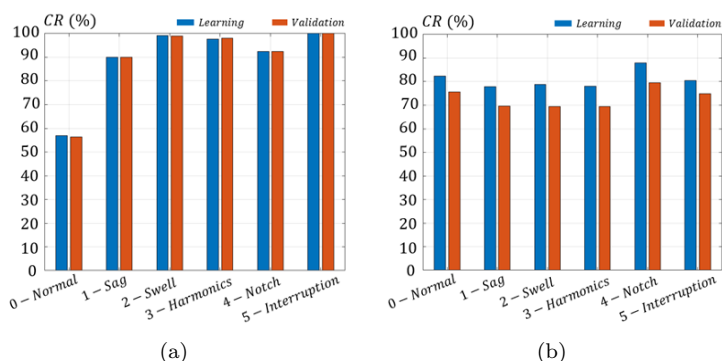 CR (%)
Learning Validation
100
90
80
70
60
50
40
30
20
10
0
0 − Normal
1 − Sag
2 − Swell
3 − Harmonics
4 − Notch
5 − Interruption
(a)
CR (%)
Learning Validation
100
90
80
70
60
50
40
30
20
10
0
0 − Normal
1 − Sag
2 − Swell
3 − Harmonics
4 − Notch
5 − Interruption
(b)